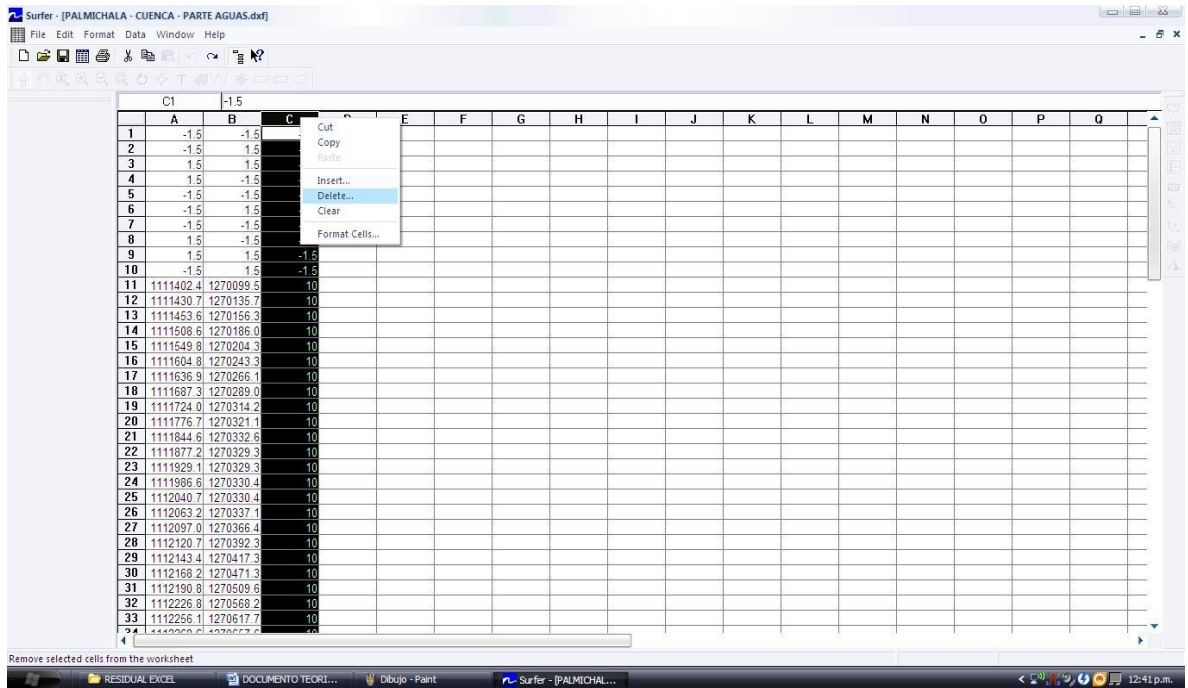 Surfer - [PALMICHALA - CUENCA - PARTE AGUAS.dxf]
File Edit Format Data Window Help
C1 -1.5
A B C E F G H I J K L M N O P Q
1 -1.5 -1.5
2 -1.5 1.5
3 1.5 1.5
4 1.5 -1.5
5 -1.5 -1.5
6 -1.5 1.5
7 -1.5 -1.5
8 1.5 -1.5
9 1.5 1.5 -1.5
10 -1.5 1.5 -1.5
Cut
Copy
Paste
Insert...
Delete...
Clear
Format Cells...
11 1111402.4 1270099.5 10
12 1111430.7 1270135.7 10
13 1111453.6 1270156.3 10
14 1111508.6 1270186.0 10
15 1111549.8 1270204.3 10
16 1111604.8 1270243.3 10
17 1111636.9 1270266.1 10
18 1111687.3 1270289.0 10
19 1111724.0 1270314.2 10
20 1111776.7 1270321.1 10
21 1111844.6 1270332.6 10
22 1111877.2 1270329.3 10
23 1111929.1 1270329.3 10
24 1111986.6 1270330.4 10
25 1112040.7 1270330.4 10
26 1112063.2 1270337.1 10
27 1112097.0 1270366.4 10
28 1112120.7 1270392.3 10
29 1112143.4 1270417.3 10
30 1112168.2 1270471.3 10
31 1112190.8 1270509.6 10
32 1112226.8 1270568.2 10
33 1112256.1 1270617.7 10
Remove selected cells from the worksheet
RESIDUAL EXCEL DOCUMENTO TEORI... Dibujo - Paint Surfer - [PALMICHAL... 12:41 p.m.